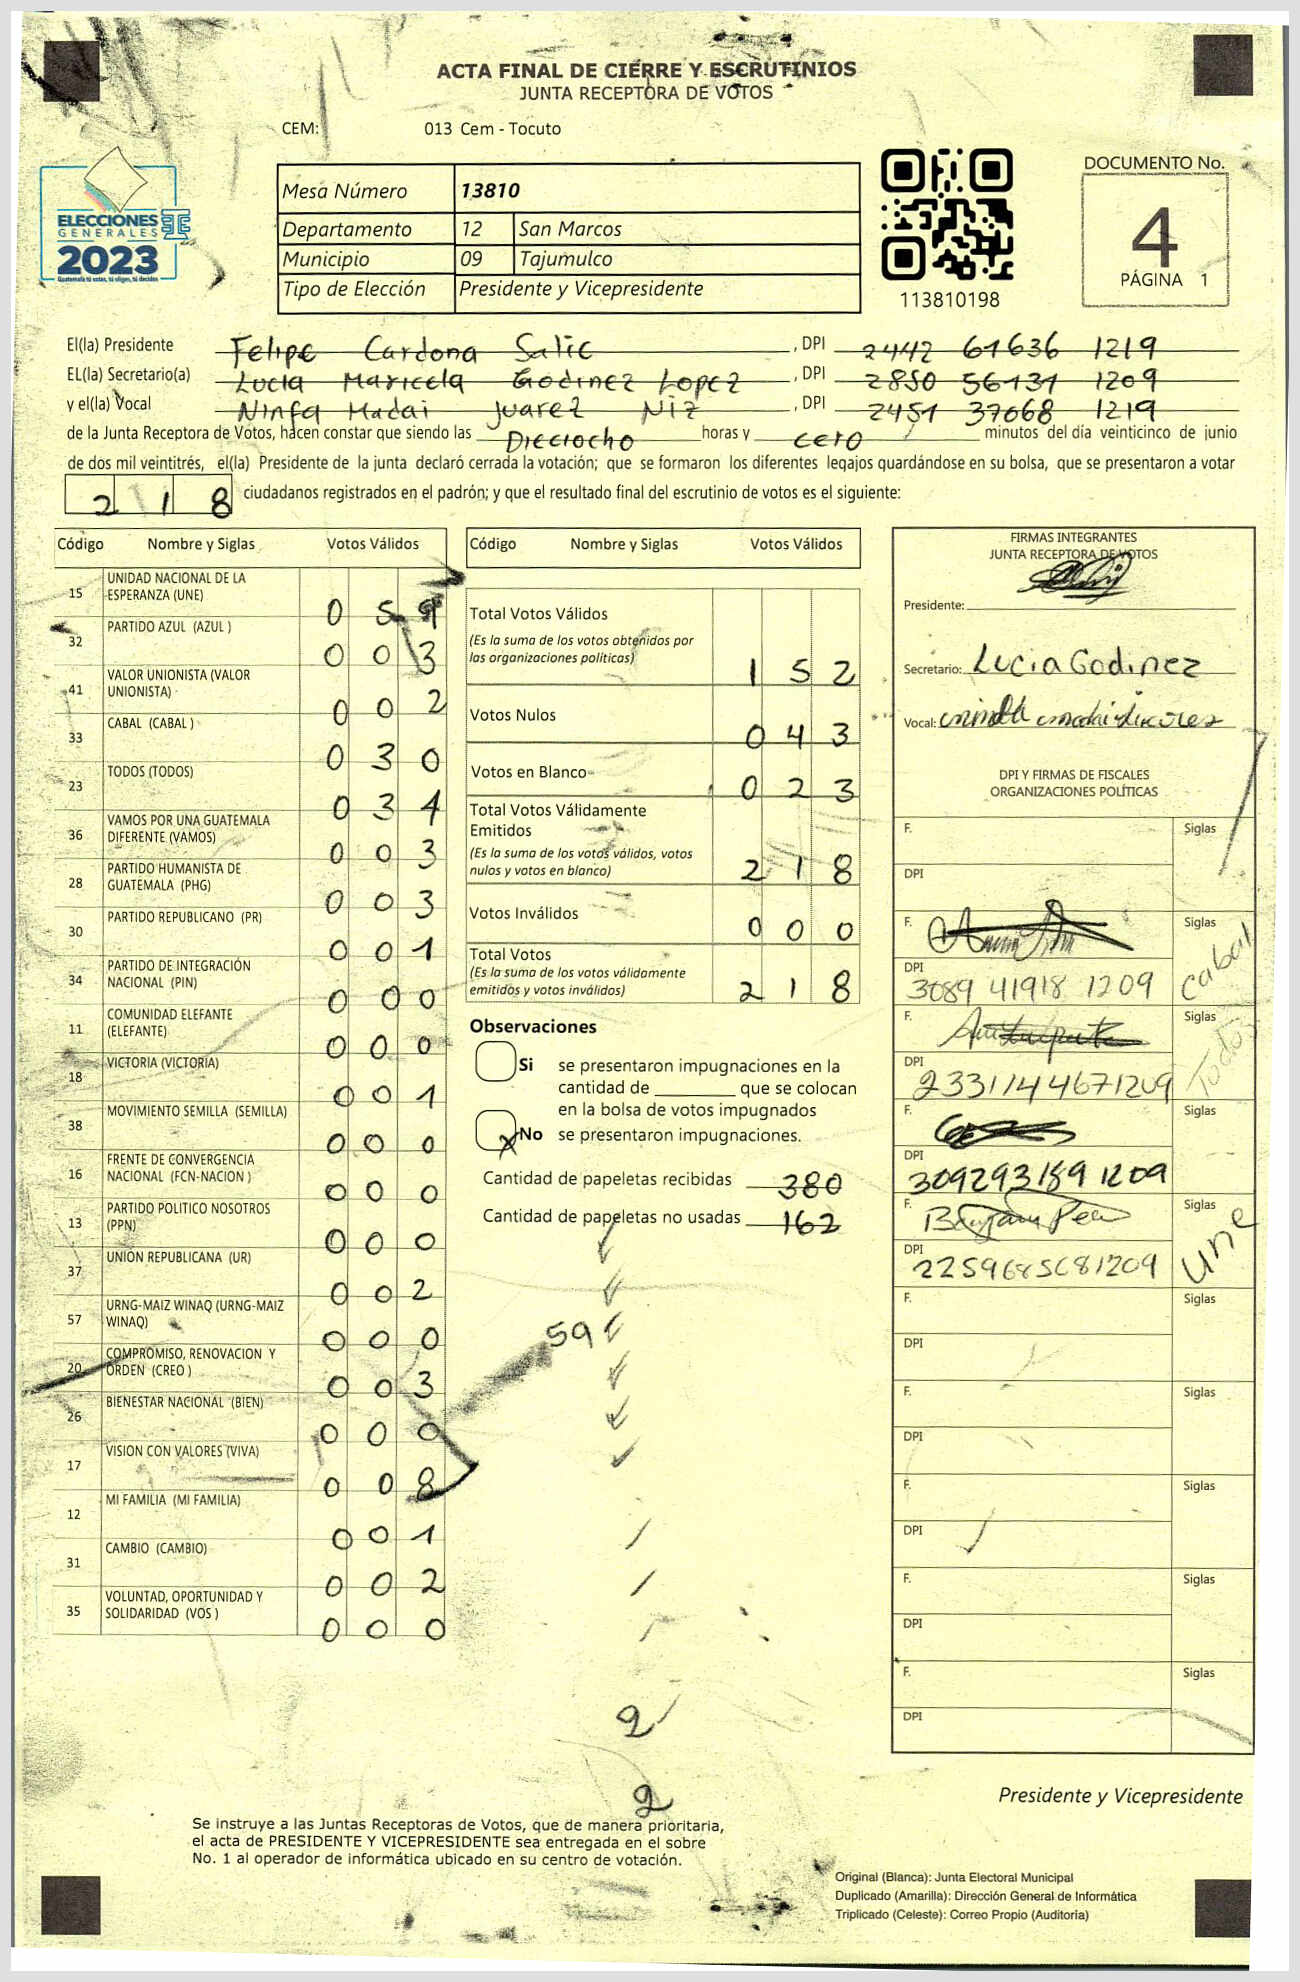 ACTA FINAL DE CIERRE Y ESCRUTINIOS
JUNTA RECEPTORA DE VOTOS
CEM: 013 Cem - Tocuto
ELECCIONES
GENERALES
2023
Guatemala tú votas, tú eliges, tú decides
Mesa Número 13810
Departamento 12 San Marcos
Municipio 09 Tajumulco
Tipo de Elección Presidente y Vicepresidente
113810198
DOCUMENTO No.
4
PÁGINA 1
El(la) Presidente Felipe Cardona Salic, DPI 2442 61636 1219
EL(la) Secretario(a) Lucia Maricela Godinez Lopez, DPI 2850 56131 1209
y el(la) Vocal Ninfa Madai Juarez Niz, DPI 2451 37068 1219
de la Junta Receptora de Votos, hacen constar que siendo las Dieciocho horas y cero minutos del día veinticinco de junio
de dos mil veintitrés, el(la) Presidente de la junta declaró cerrada la votación; que se formaron los diferentes legajos quardándose en su bolsa, que se presentaron a votar
218 ciudadanos registrados en el padrón; y que el resultado final del escrutinio de votos es el siguiente:
Código Nombre y Siglas Votos Válidos
15 UNIDAD NACIONAL DE LA
ESPERANZA (UNE) 0 5 9
32 PARTIDO AZUL (AZUL ) 0 0 3
41 VALOR UNIONISTA (VALOR
UNIONISTA) 0 0 2
33 CABAL (CABAL ) 0 3 0
23 TODOS (TODOS) 0 3 4
36 VAMOS POR UNA GUATEMALA
DIFERENTE (VAMOS) 0 0 3
28 PARTIDO HUMANISTA DE
GUATEMALA (PHG) 0 0 3
30 PARTIDO REPUBLICANO (PR) 0 0 1
34 PARTIDO DE INTEGRACIÓN
NACIONAL (PIN) 0 0 0
11 COMUNIDAD ELEFANTE
(ELEFANTE) 0 0 0
18 VICTORIA (VICTORIA) 0 0 1
38 MOVIMIENTO SEMILLA (SEMILLA) 0 0 0
16 FRENTE DE CONVERGENCIA
NACIONAL (FCN-NACION ) 0 0 0
13 PARTIDO POLITICO NOSOTROS
(PPN) 0 0 0
37 UNIÓN REPUBLICANA (UR) 0 0 2
57 URNG-MAIZ WINAQ (URNG-MAIZ
WINAQ) 0 0 0
20 COMPROMISO, RENOVACION Y
ORDEN (CREO ) 0 0 3
26 BIENESTAR NACIONAL (BIEN) 0 0 0
17 VISION CON VALORES (VIVA) 0 0 8
12 MI FAMILIA (MI FAMILIA) 0 0 1
31 CAMBIO (CAMBIO) 0 0 2
35 VOLUNTAD, OPORTUNIDAD Y
SOLIDARIDAD (VOS ) 0 0 0
Código Nombre y Siglas Votos Válidos
Total Votos Válidos
(Es la suma de los votos obtenidos por
las organizaciones políticas) 1 5 2
Votos Nulos 0 4 3
Votos en Blanco 0 2 3
Total Votos Válidamente
Emitidos
(Es la suma de los votos válidos, votos
nulos y votos en blanco) 2 1 8
Votos Inválidos 0 0 0
Total Votos
(Es la suma de los votos válidamente
emitidos y votos inválidos) 2 1 8
Observaciones
Si se presentaron impugnaciones en la
cantidad de ________ que se colocan
en la bolsa de votos impugnados
X No se presentaron impugnaciones.
Cantidad de papeletas recibidas 380
Cantidad de papeletas no usadas 162
59
2
2
FIRMAS INTEGRANTES
JUNTA RECEPTORA DE VOTOS
Presidente:
Secretario: Lucia Godinez
Vocal:
DPI Y FIRMAS DE FISCALES
ORGANIZACIONES POLÍTICAS
F. Siglas
DPI
F. Siglas Cabal
DPI 3089 41918 1209
F. Siglas Todos
DPI 2331144671209
F. Siglas
DPI 309293189 1209
F. Siglas Une
DPI 2259685681209
F. Siglas
DPI
F. Siglas
DPI
F. Siglas
DPI
F. Siglas
DPI
F. Siglas
DPI
Presidente y Vicepresidente
Se instruye a las Juntas Receptoras de Votos, que de manera prioritaria,
el acta de PRESIDENTE Y VICEPRESIDENTE sea entregada en el sobre
No. 1 al operador de informática ubicado en su centro de votación.
Original (Blanca): Junta Electoral Municipal
Duplicado (Amarilla): Dirección General de Informática
Triplicado (Celeste): Correo Propio (Auditoría)